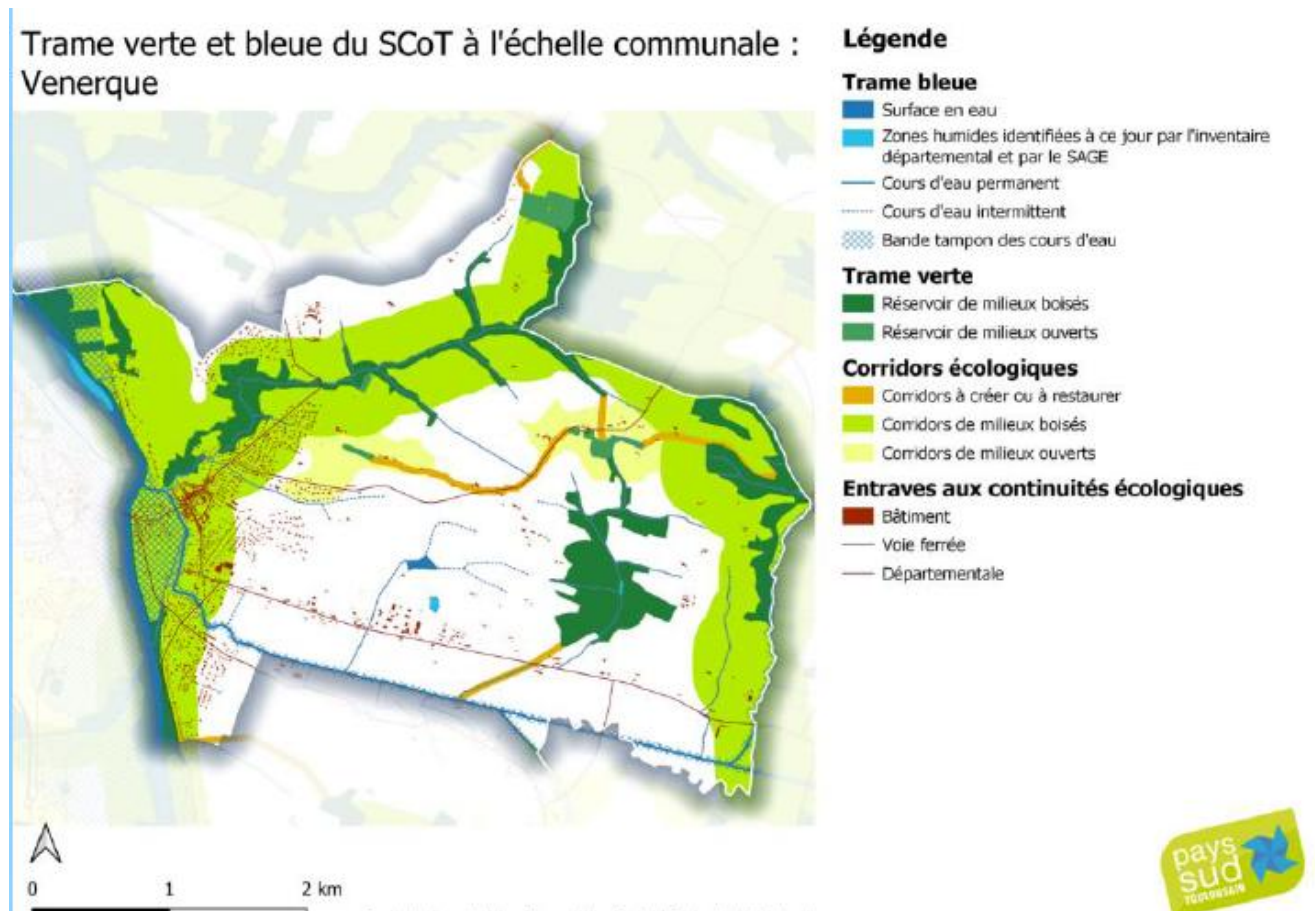 Trame verte et bleue du SCoT à l'échelle communale :
Venerque
Légende
Trame bleue
Surface en eau
Zones humides identifiées à ce jour par l'inventaire
départemental et par le SAGE
Cours d'eau permanent
Cours d'eau intermittent
Bande tampon des cours d'eau
Trame verte
Réservoir de milieux boisés
Réservoir de milieux ouverts
Corridors écologiques
Corridors à créer ou à restaurer
Corridors de milieux boisés
Corridors de milieux ouverts
Entraves aux continuités écologiques
Bâtiment
Voie ferrée
Départementale
0 1 2 km
pays
sud
TOULOUSAIN